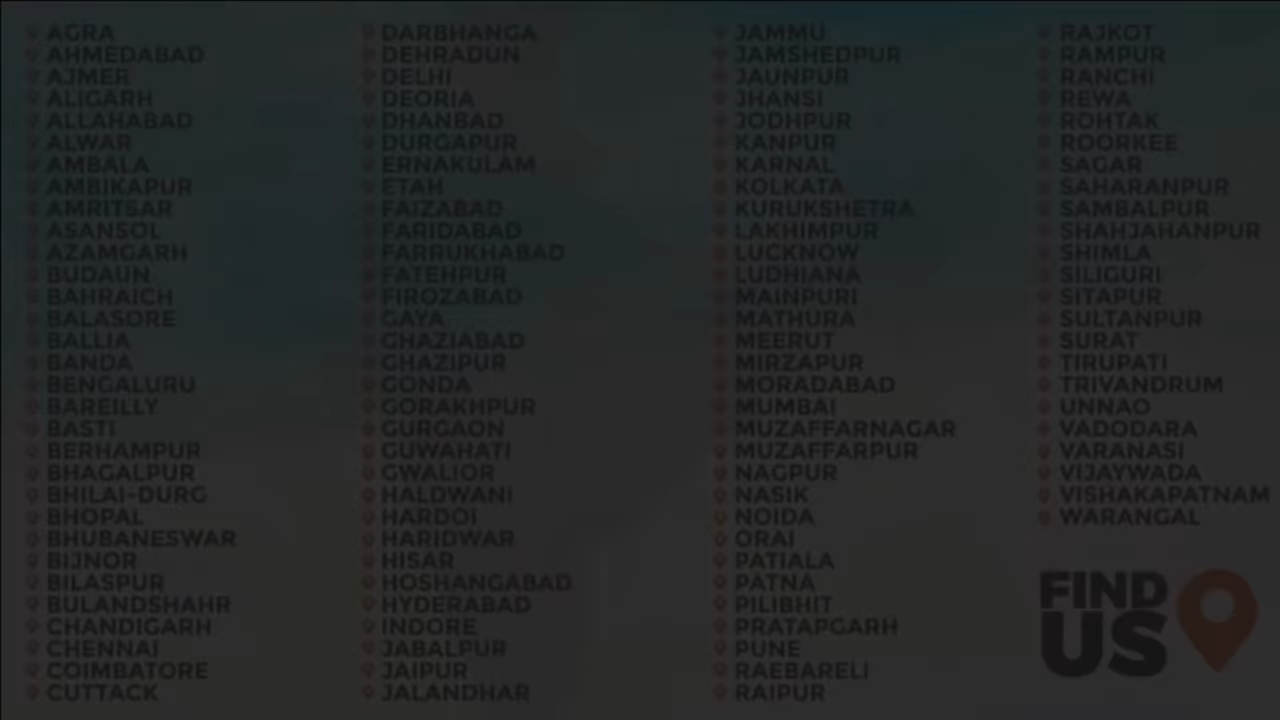 AGRA
AHMEDABAD
AJMER
ALIGARH
ALLAHABAD
ALWAR
AMBALA
AMBIKAPUR
AMRITSAR
ASANSOL
AZAMGARH
BUDAUN
BAHRAICH
BALASORE
BALLIA
BANDA
BENGALURU
BAREILLY
BASTI
BERHAMPUR
BHAGALPUR
BHILAI-DURG
BHOPAL
BHUBANESWAR
BIJNOR
BILASPUR
BULANDSHAHR
CHANDIGARH
CHENNAI
COIMBATORE
CUTTACK
DARBHANGA
DEHRADUN
DELHI
DEORIA
DHANBAD
DURGAPUR
ERNAKULAM
ETAH
FAIZABAD
FARIDABAD
FARRUKHABAD
FATEHPUR
FIROZABAD
GAYA
GHAZIABAD
GHAZIPUR
GONDA
GORAKHPUR
GURGAON
GUWAHATI
GWALIOR
HALDWANI
HARDOI
HARIDWAR
HISAR
HOSHANGABAD
HYDERABAD
INDORE
JABALPUR
JAIPUR
JALANDHAR
JAMMU
JAMSHEDPUR
JAUNPUR
JHANSI
JODHPUR
KANPUR
KARNAL
KOLKATA
KURUKSHETRA
LAKHIMPUR
LUCKNOW
LUDHIANA
MAINPURI
MATHURA
MEERUT
MIRZAPUR
MORADABAD
MUMBAI
MUZAFFARNAGAR
MUZAFFARPUR
NAGPUR
NASIK
NOIDA
ORAI
PATIALA
PATNA
PILIBHIT
PRATAPGARH
PUNE
RAEBARELI
RAIPUR
RAJKOT
RAMPUR
RANCHI
REWA
ROHTAK
ROORKEE
SAGAR
SAHARANPUR
SAMBALPUR
SHAHJAHANPUR
SHIMLA
SILIGURI
SITAPUR
SULTANPUR
SURAT
TIRUPATI
TRIVANDRUM
UNNAO
VADODARA
VARANASI
VIJAYWADA
VISHAKAPATNAM
WARANGAL
FIND
US